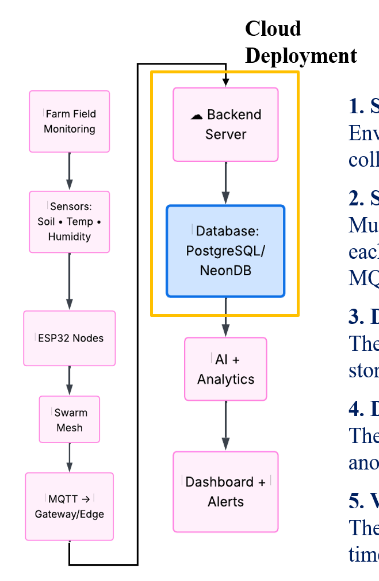 Cloud
Deployment
Farm Field
Monitoring
Sensors:
Soil • Temp •
Humidity
ESP32 Nodes
Swarm
Mesh
MQTT →
Gateway/Edge
☁ Backend
Server
Database:
PostgreSQL/
NeonDB
AI +
Analytics
Dashboard +
Alerts
1. S
Env
coll
2. S
Mu
eac
MQ
3. D
The
stor
4. D
The
ano
5. V
The
time